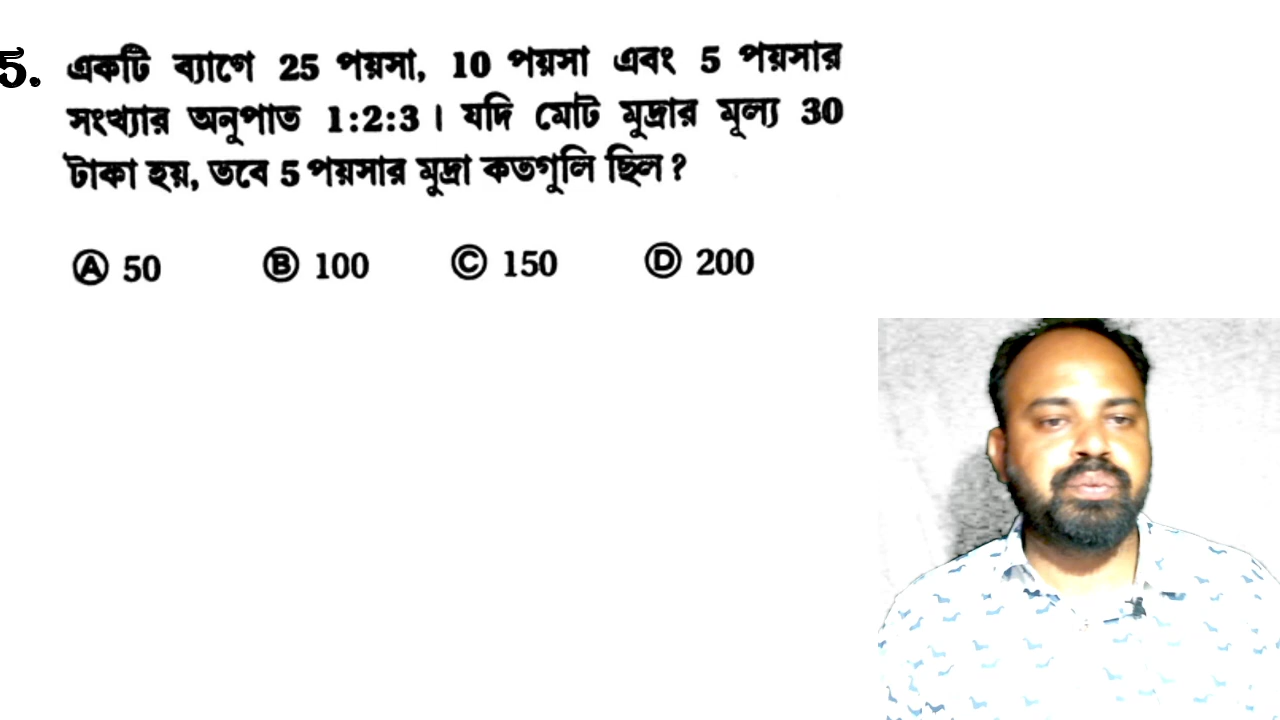 5. একটি ব্যাগে 25 পয়সা, 10 পয়সা এবং 5 পয়সার
সংখ্যার অনুপাত 1:2:3। যদি মোট মুদ্রার মূল্য 30
টাকা হয়, তবে 5 পয়সার মুদ্রা কতগুলি ছিল?
Ⓐ 50 Ⓑ 100 Ⓒ 150 Ⓓ 200